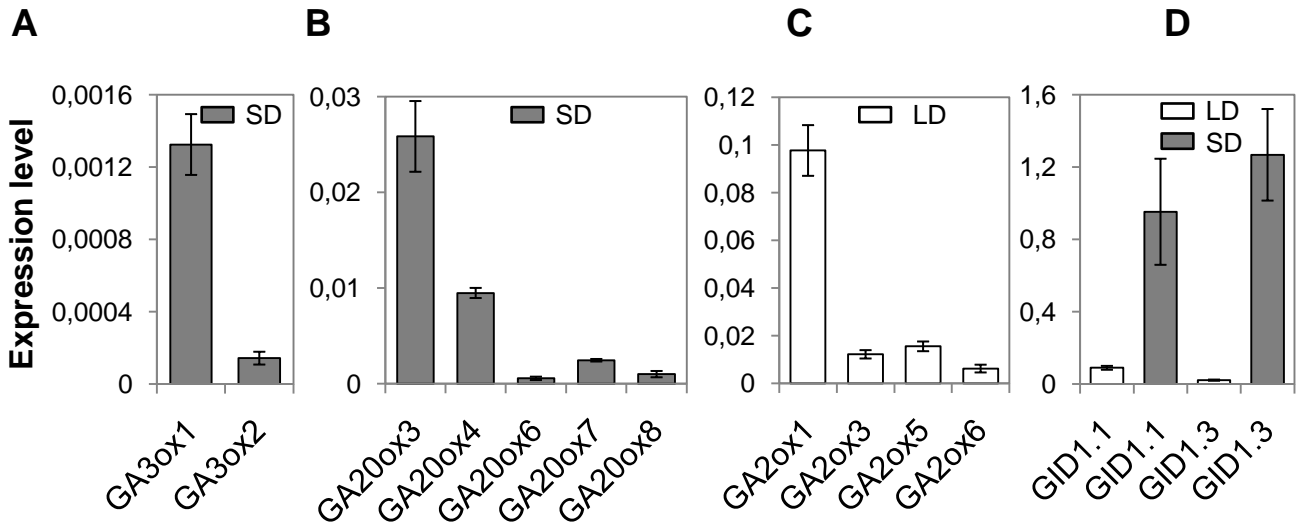 A
B
C
D
Expression level
0,0016
0,0012
0,0008
0,0004
0
SD
GA3ox1
GA3ox2
0,03
0,02
0,01
0
SD
GA20ox3
GA20ox4
GA20ox6
GA20ox7
GA20ox8
0,12
0,1
0,08
0,06
0,04
0,02
0
LD
GA2ox1
GA2ox3
GA2ox5
GA2ox6
1,6
1,2
0,8
0,4
0
LD
SD
GID1.1
GID1.1
GID1.3
GID1.3